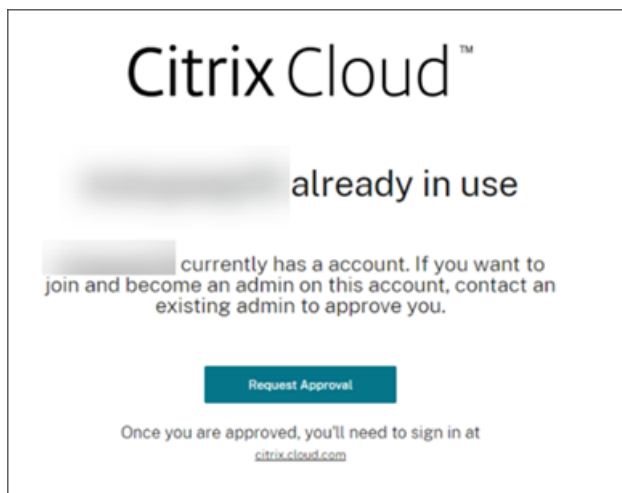 Citrix Cloud™
already in use
currently has a account. If you want to
join and become an admin on this account, contact an
existing admin to approve you.
Request Approval
Once you are approved, you'll need to sign in at
citrix.cloud.com